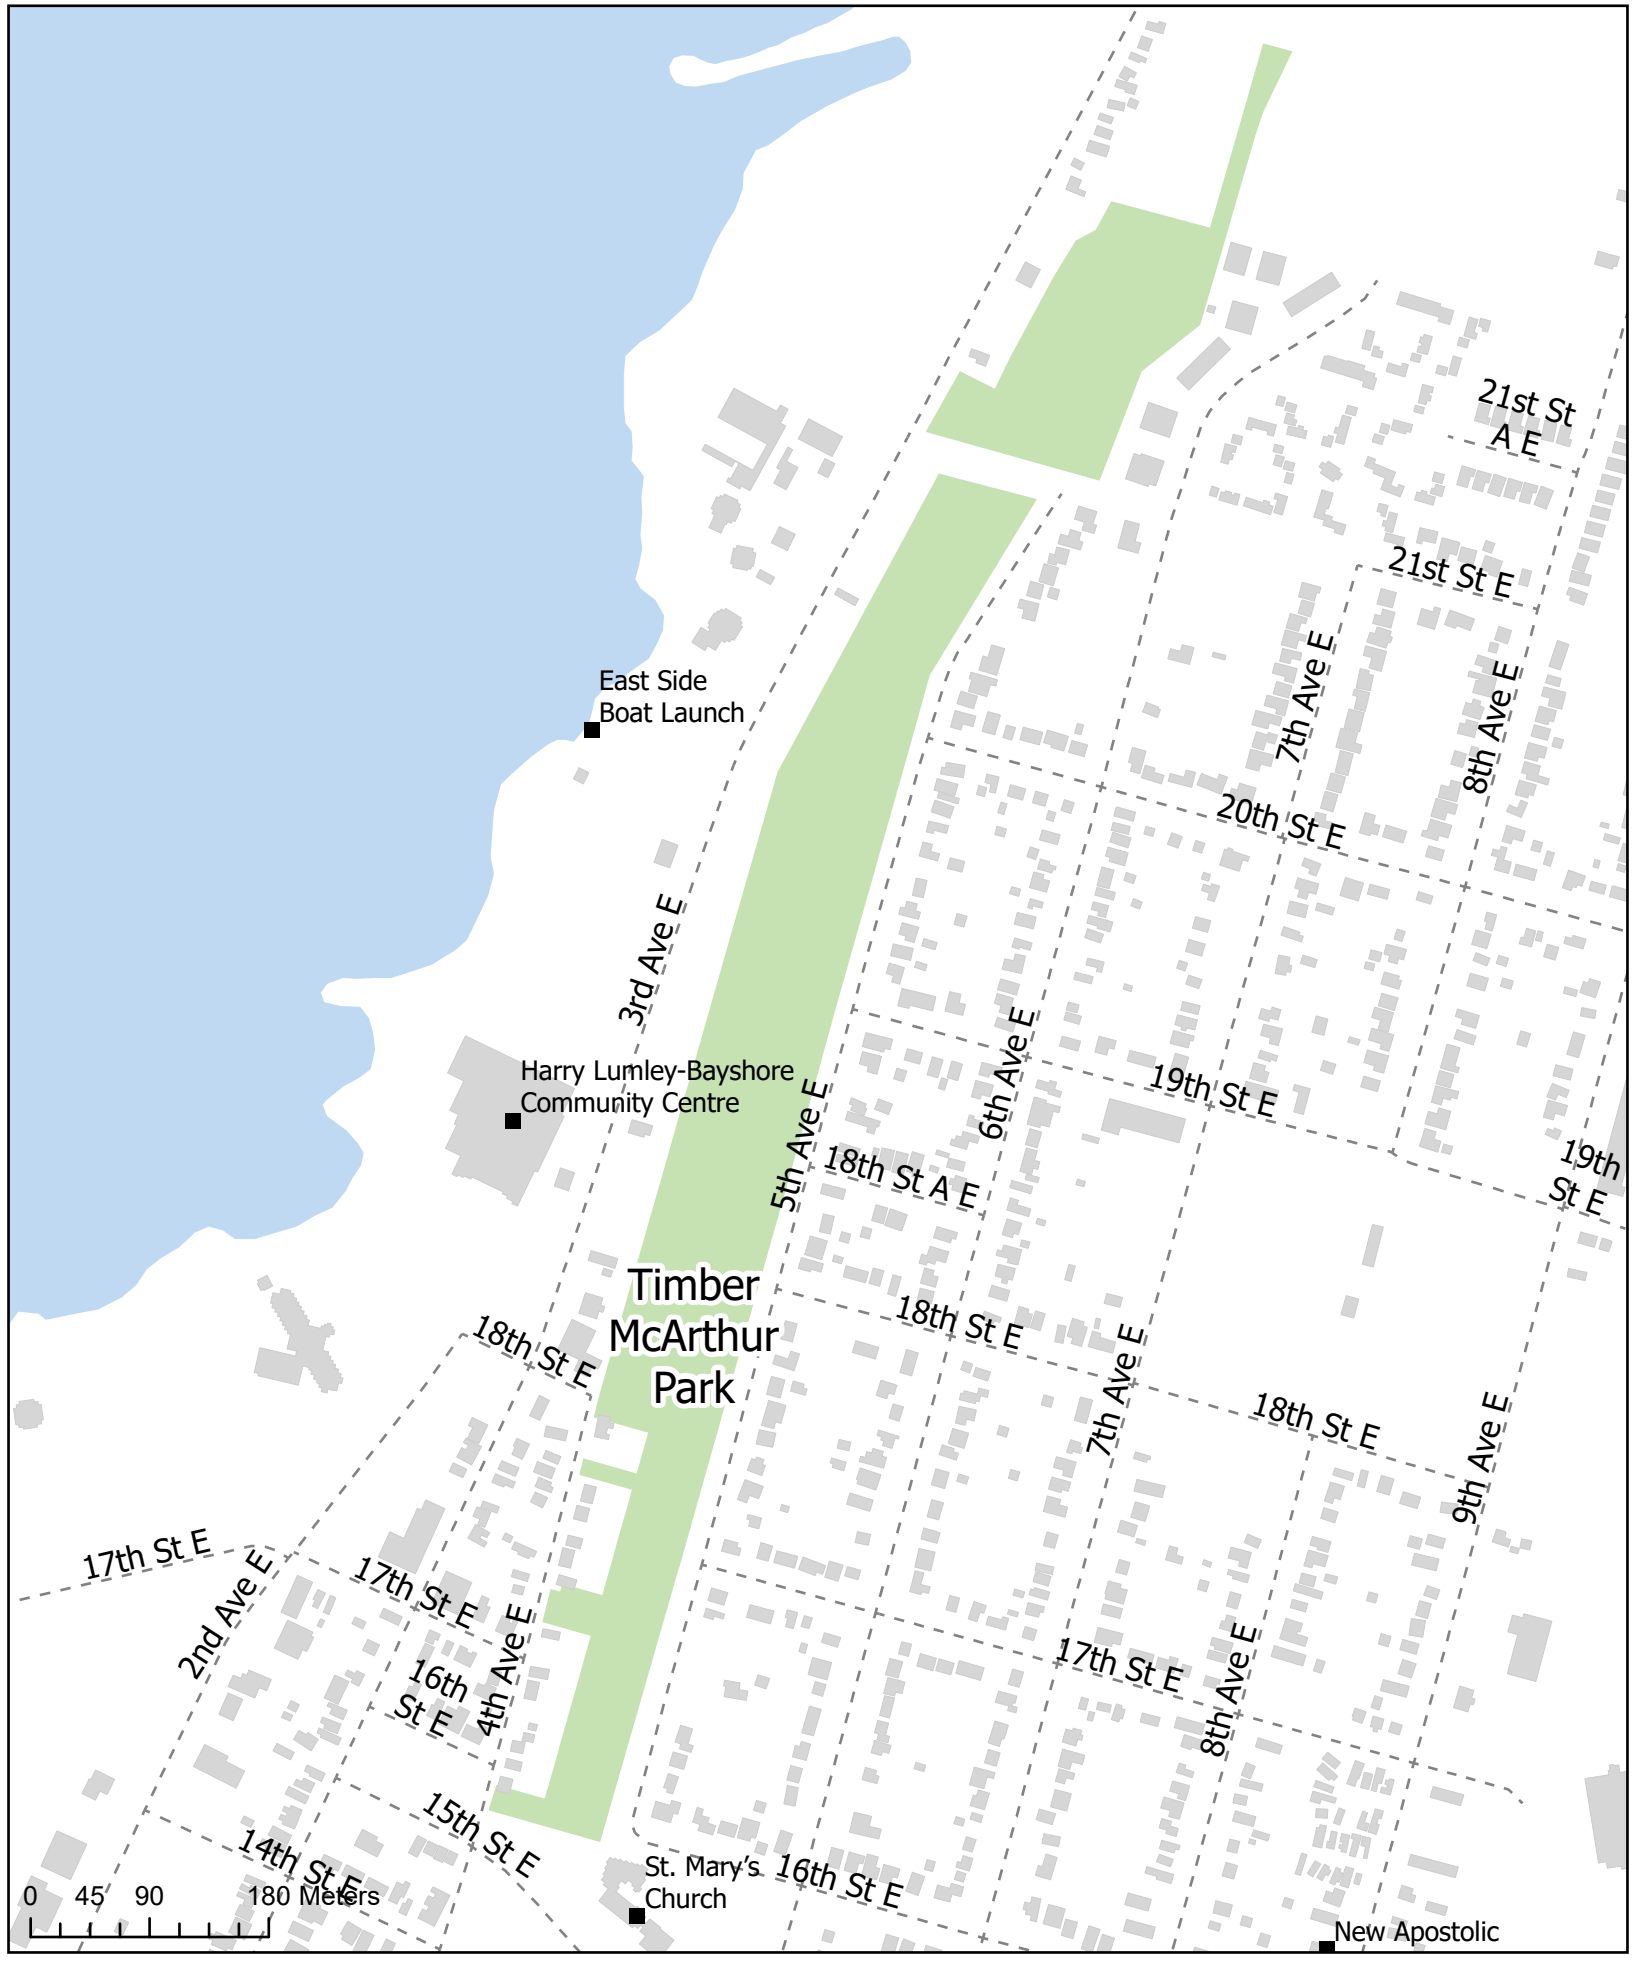 21st St
A E
21st St E
East Side
Boat Launch
7th Ave E
8th Ave E
20th St E
3rd Ave E
Harry Lumley-Bayshore
Community Centre
5th Ave E
6th Ave E
19th St E
18th St A E
19th
St E
Timber
McArthur
Park
18th St E
18th St E
7th Ave E
18th St E
9th Ave E
17th St E
2nd Ave E
17th St E
16th
St E
4th Ave E
17th St E
8th Ave E
15th St E
14th St E
St. Mary's
Church
16th St E
0 45 90 180 Meters
New Apostolic